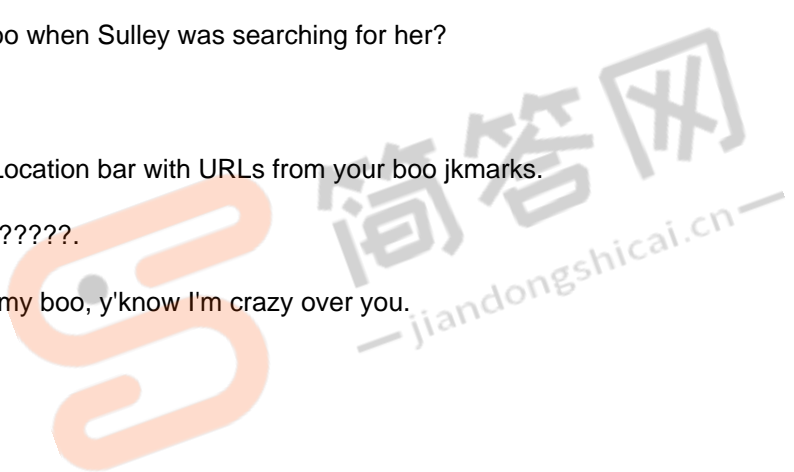 oo when Sulley was searching for her?
Location bar with URLs from your boo jkmarks.
??????.
my boo, y'know I'm crazy over you.
简答网
jiandongshicai.cn